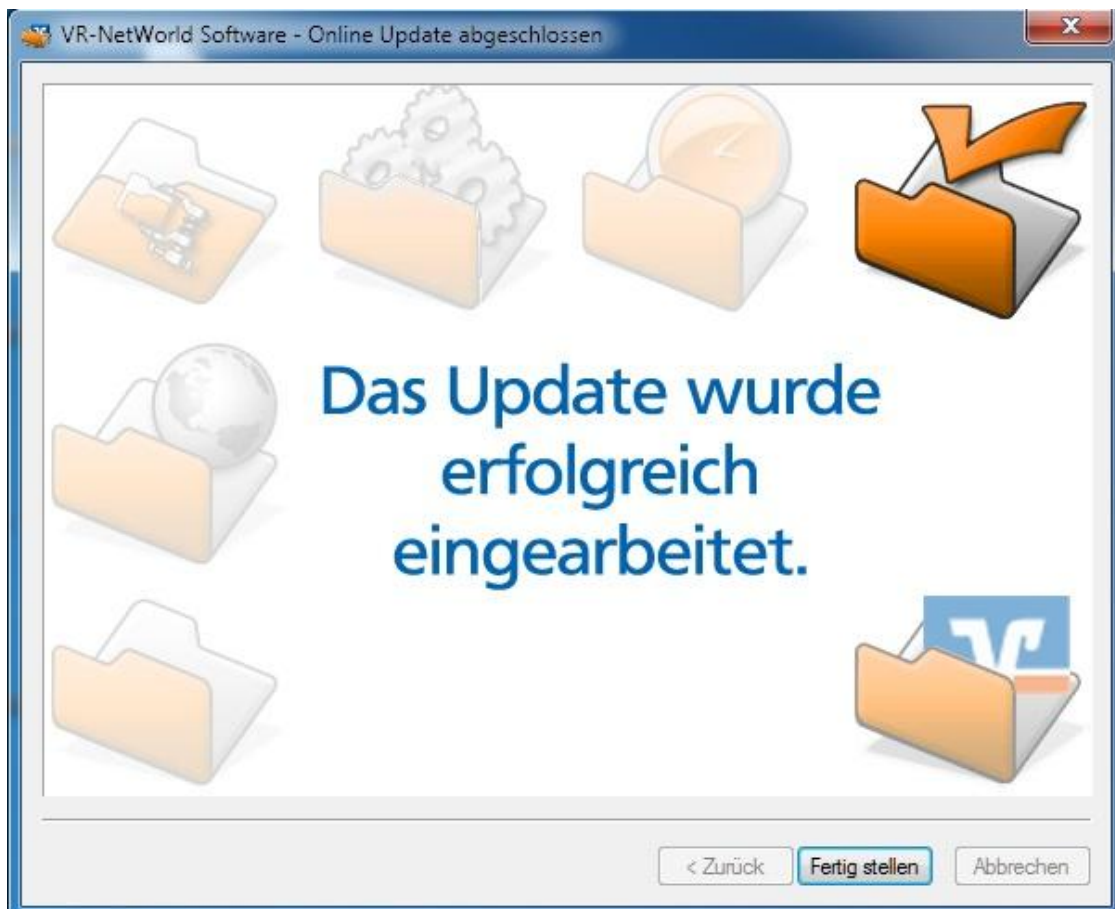 VR-NetWorld Software - Online Update abgeschlossen
Das Update wurde
erfolgreich
eingearbeitet.
< Zurück Fertig stellen Abbrechen